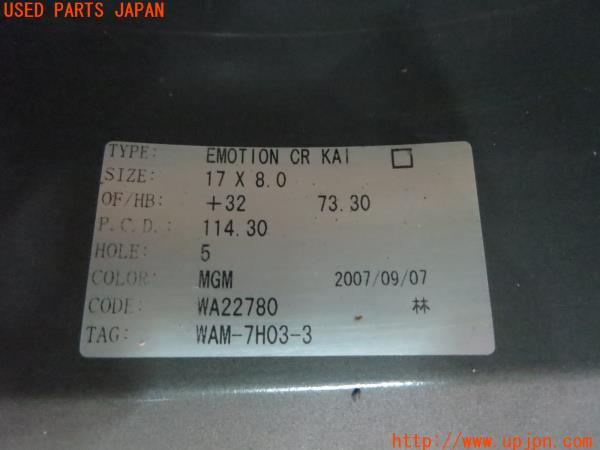 USED PARTS JAPAN
TYPE: EMOTION CR KAI □
SIZE: 17 X 8.0
OF/HB: +32 73.30
P.C.D.: 114.30
HOLE: 5
COLOR: MGM 2007/09/07
CODE: WA22780 林
TAG: WAM-7H03-3
http://www.upjpn.com/